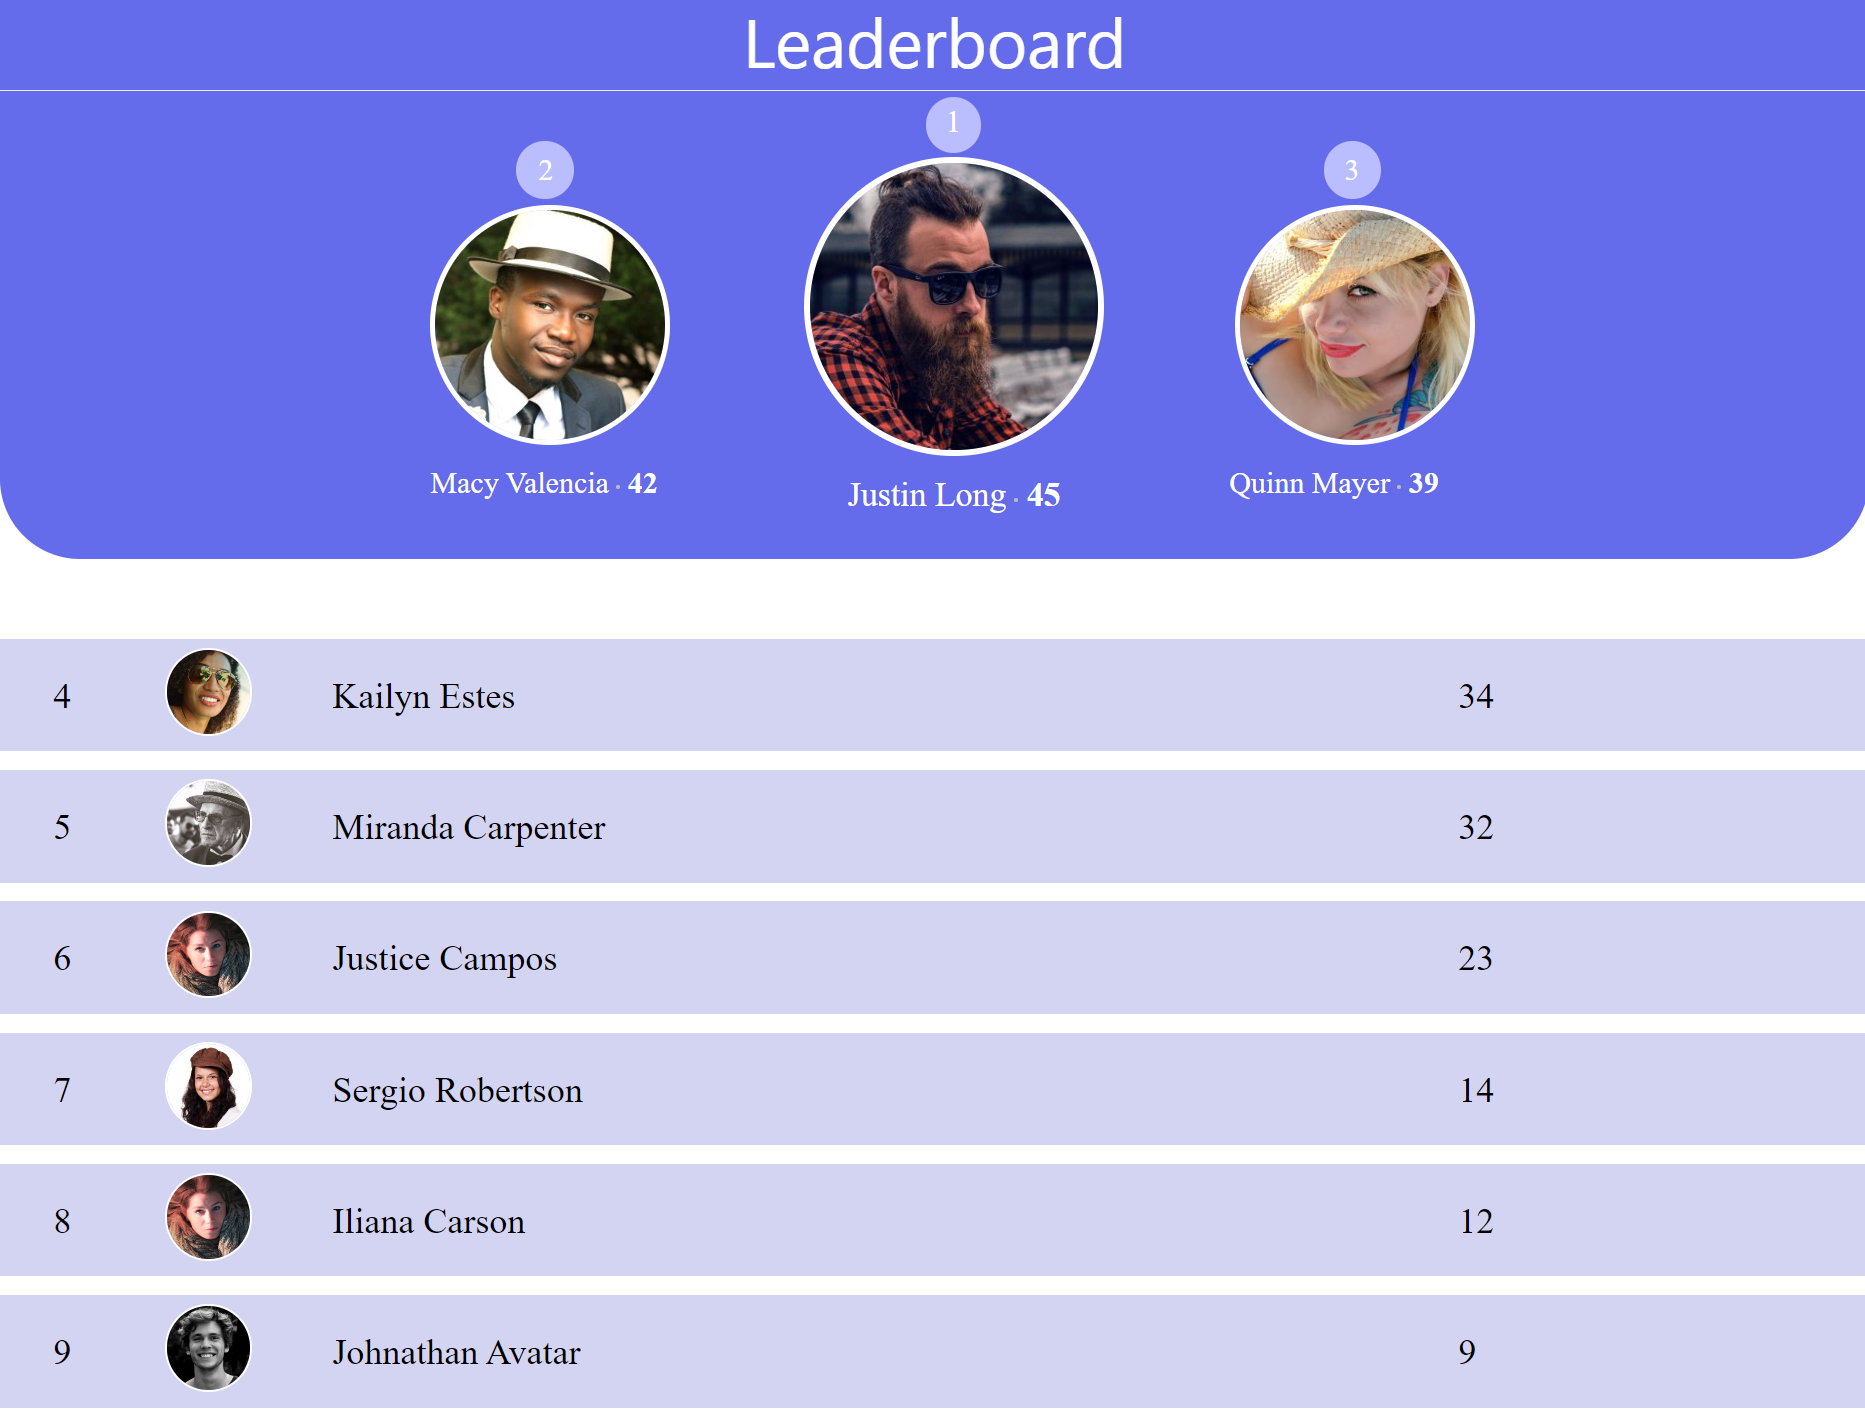 Leaderboard
1
2
3
Macy Valencia · 42
Justin Long · 45
Quinn Mayer · 39
4 Kailyn Estes 34
5 Miranda Carpenter 32
6 Justice Campos 23
7 Sergio Robertson 14
8 Iliana Carson 12
9 Johnathan Avatar 9